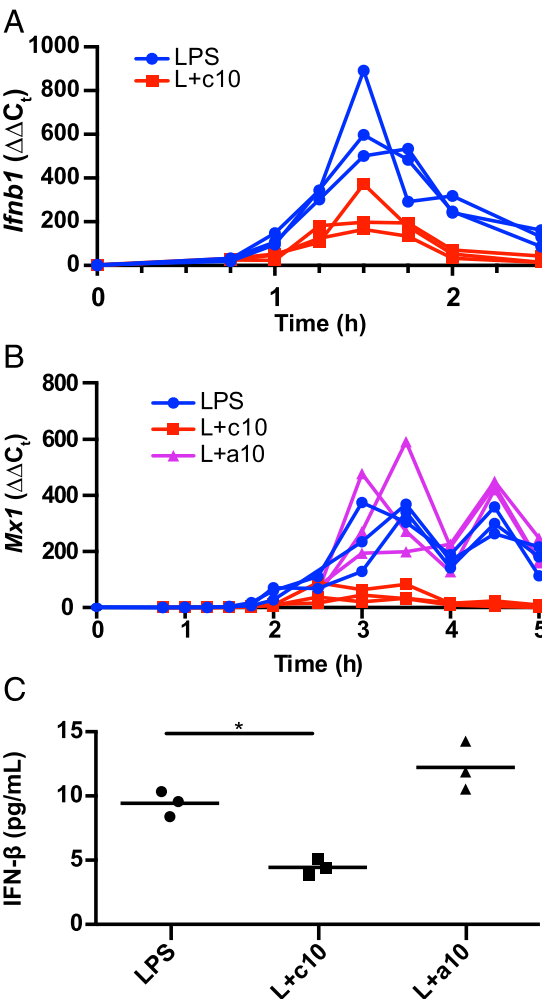 A
1000
800
600
400
200
0
Ifnb1 (ΔΔCt)
LPS
L+c10
0 1 2
Time (h)
B
800
600
400
200
0
Mx1 (ΔΔCt)
LPS
L+c10
L+a10
0 1 2 3 4 5
Time (h)
C
15
10
5
0
IFN-β (pg/mL)
*
LPS L+c10 L+a10